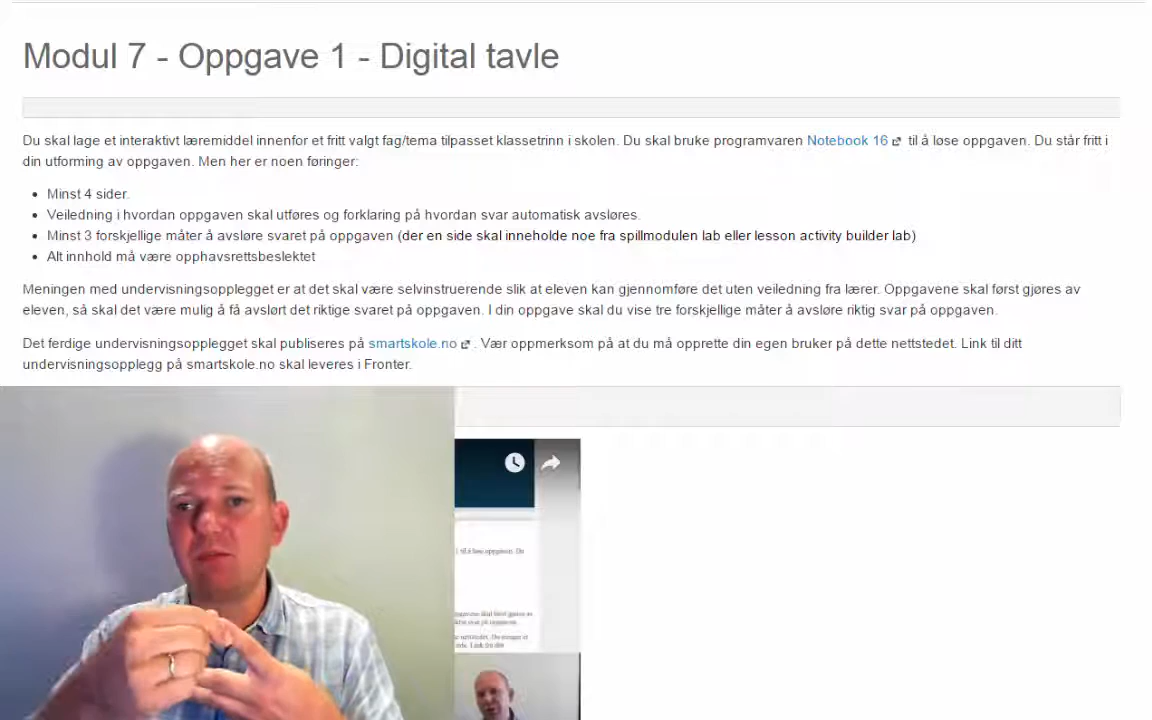 Modul 7 - Oppgave 1 - Digital tavle
Du skal lage et interaktivt læremiddel innenfor et fritt valgt fag/tema tilpasset klassetrinn i skolen. Du skal bruke programvaren Notebook 16 til å løse oppgaven. Du står fritt i
din utforming av oppgaven. Men her er noen føringer:
Minst 4 sider.
Veiledning i hvordan oppgaven skal utføres og forklaring på hvordan svar automatisk avsløres.
Minst 3 forskjellige måter å avsløre svaret på oppgaven (der en side skal inneholde noe fra spillmodulen lab eller lesson activity builder lab)
Alt innhold må være opphavsrettsbeslektet
Meningen med undervisningsopplegget er at det skal være selvinstruerende slik at eleven kan gjennomføre det uten veiledning fra lærer. Oppgavene skal først gjøres av
eleven, så skal det være mulig å få avslørt det riktige svaret på oppgaven. I din oppgave skal du vise tre forskjellige måter å avsløre riktig svar på oppgaven.
Det ferdige undervisningsopplegget skal publiseres på smartskole.no . Vær oppmerksom på at du må opprette din egen bruker på dette nettstedet. Link til ditt
undervisningsopplegg på smartskole.no skal leveres i Fronter.
til å løse oppgaven. Du